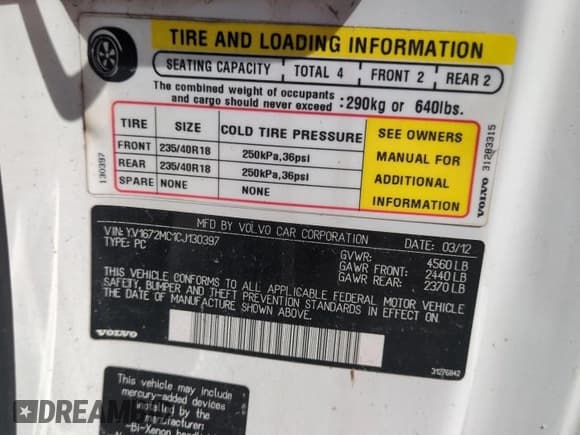 TIRE AND LOADING INFORMATION
SEATING CAPACITY TOTAL 4 FRONT 2 REAR 2
The combined weight of occupants
and cargo should never exceed :290kg or 640lbs.
TIRE SIZE COLD TIRE PRESSURE
FRONT 235/40R18 250kPa,36psi
REAR 235/40R18 250kPa,36psi
SPARE NONE NONE
SEE OWNERS
MANUAL FOR
ADDITIONAL
INFORMATION
130397
VOLVO 31283315
MFD BY VOLVO CAR CORPORATION
VIN: YV1672MC1CJ130397 DATE: 03/12
TYPE: PC
GVWR: 4560 LB
GAWR FRONT: 2440 LB
GAWR REAR: 2370 LB
THIS VEHICLE CONFORMS TO ALL APPLICABLE FEDERAL MOTOR VEHICLE
SAFETY, BUMPER AND THEFT PREVENTION STANDARDS IN EFFECT ON
THE DATE OF MANUFACTURE SHOWN ABOVE.
VOLVO 31276842
This vehicle may include
mercury-added devices
installed by the
manufacturer:
-Bi-Xenon
DREAM